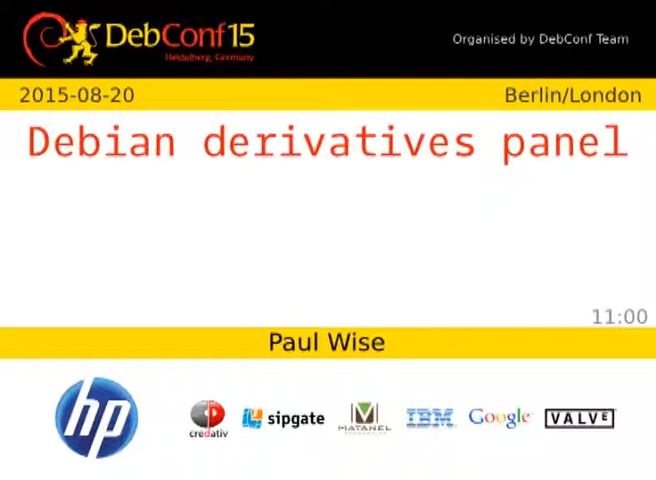 DebConf15
Heidelberg, Germany
Organised by DebConf Team
2015-08-20
Berlin/London
Debian derivatives panel
11:00
Paul Wise
hp
credativ
sipgate
MATANEL
IBM
Google
VALVE